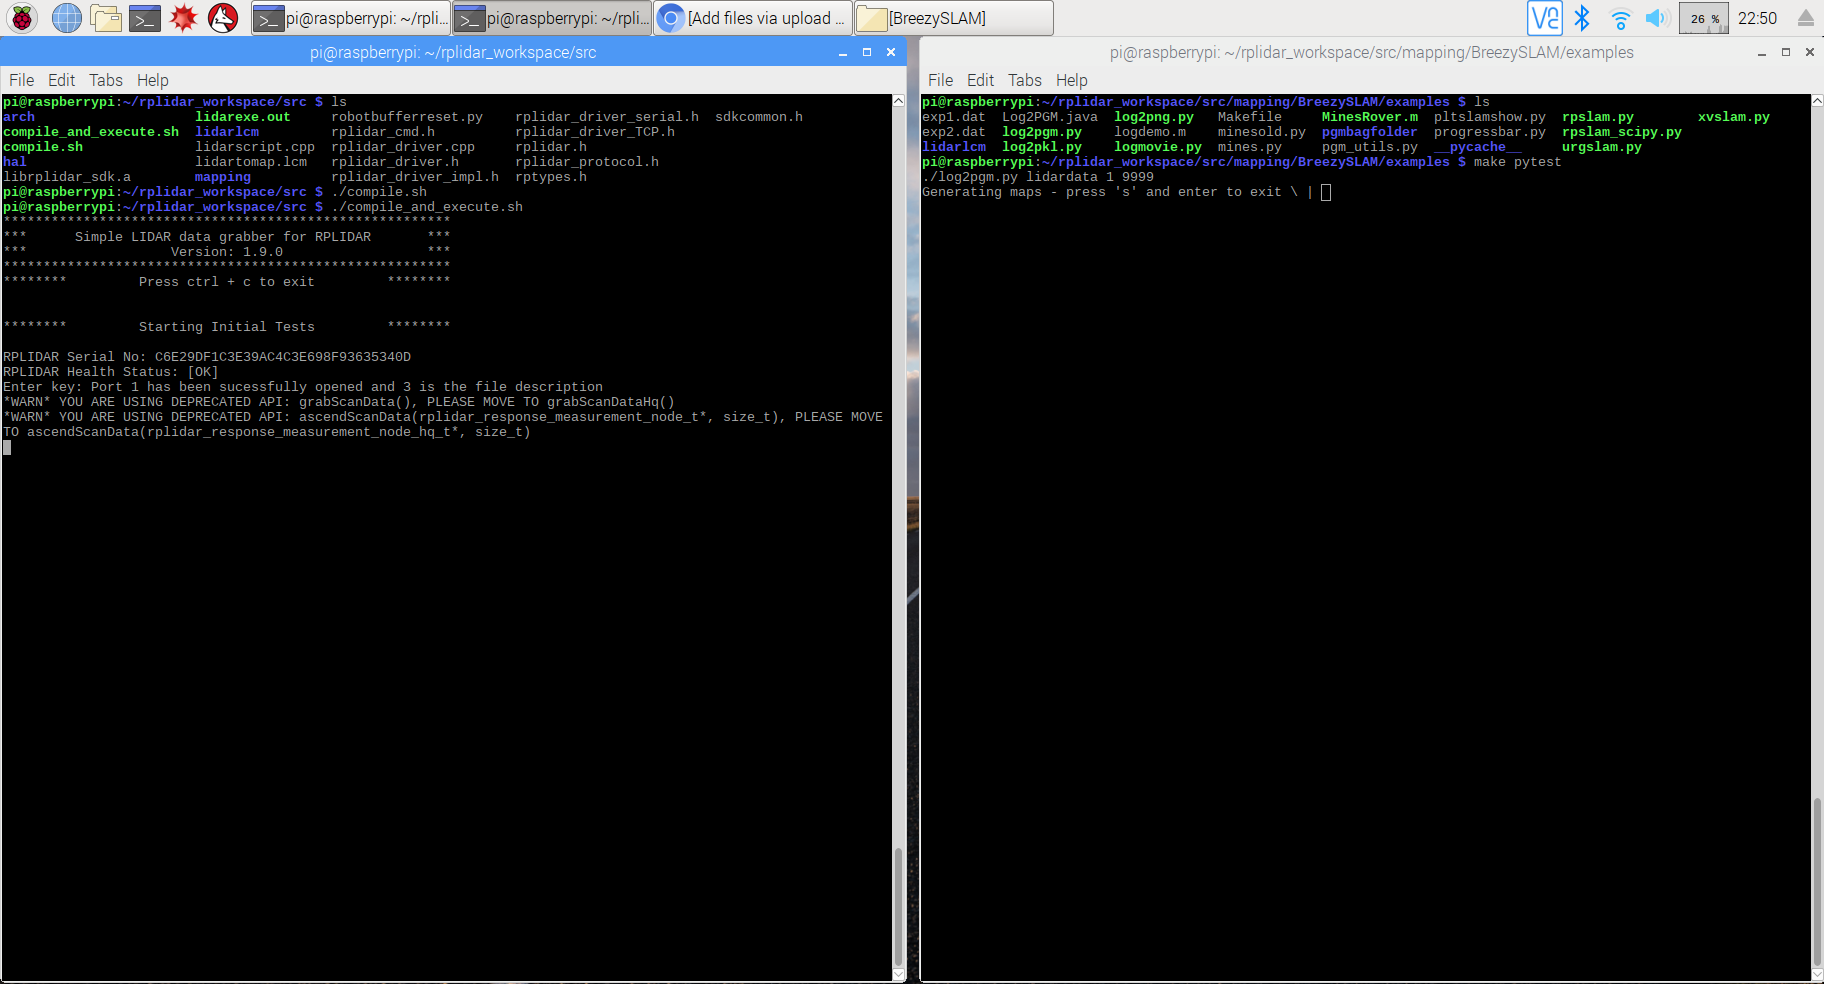 pi@raspberrypi: ~/rpli...
pi@raspberrypi: ~/rpli...
[Add files via upload ...
[BreezySLAM]
26 %
22:50
pi@raspberrypi: ~/rplidar_workspace/src
File Edit Tabs Help
pi@raspberrypi:~/rplidar_workspace/src $ ls
arch lidarexe.out robotbufferreset.py rplidar_driver_serial.h sdkcommon.h
compile_and_execute.sh lidarlcm rplidar_cmd.h rplidar_driver_TCP.h
compile.sh lidarscript.cpp rplidar_driver.cpp rplidar.h
hal lidartomap.lcm rplidar_driver.h rplidar_protocol.h
librplidar_sdk.a mapping rplidar_driver_impl.h rptypes.h
pi@raspberrypi:~/rplidar_workspace/src $ ./compile.sh
pi@raspberrypi:~/rplidar_workspace/src $ ./compile_and_execute.sh
********************************************************
*** Simple LIDAR data grabber for RPLIDAR ***
*** Version: 1.9.0 ***
********************************************************
******** Press ctrl + c to exit ********
******** Starting Initial Tests ********
RPLIDAR Serial No: C6E29DF1C3E39AC4C3E698F93635340D
RPLIDAR Health Status: [OK]
Enter key: Port 1 has been sucessfully opened and 3 is the file description
*WARN* YOU ARE USING DEPRECATED API: grabScanData(), PLEASE MOVE TO grabScanDataHq()
*WARN* YOU ARE USING DEPRECATED API: ascendScanData(rplidar_response_measurement_node_t*, size_t), PLEASE MOVE
TO ascendScanData(rplidar_response_measurement_node_hq_t*, size_t)
pi@raspberrypi: ~/rplidar_workspace/src/mapping/BreezySLAM/examples
File Edit Tabs Help
pi@raspberrypi:~/rplidar_workspace/src/mapping/BreezySLAM/examples $ ls
exp1.dat Log2PGM.java log2png.py Makefile MinesRover.m pltslamshow.py rpslam.py xvslam.py
exp2.dat log2pgm.py logdemo.m minesold.py pgmbagfolder progressbar.py rpslam_scipy.py
lidarlcm log2pkl.py logmovie.py mines.py pgm_utils.py __pycache__ urgslam.py
pi@raspberrypi:~/rplidar_workspace/src/mapping/BreezySLAM/examples $ make pytest
./log2pgm.py lidardata 1 9999
Generating maps - press 's' and enter to exit \ |